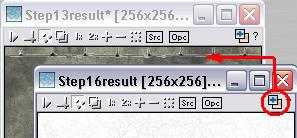 Step13result* [256x256...
Src Opc ?
Step16result [256x256]...
Src Opc